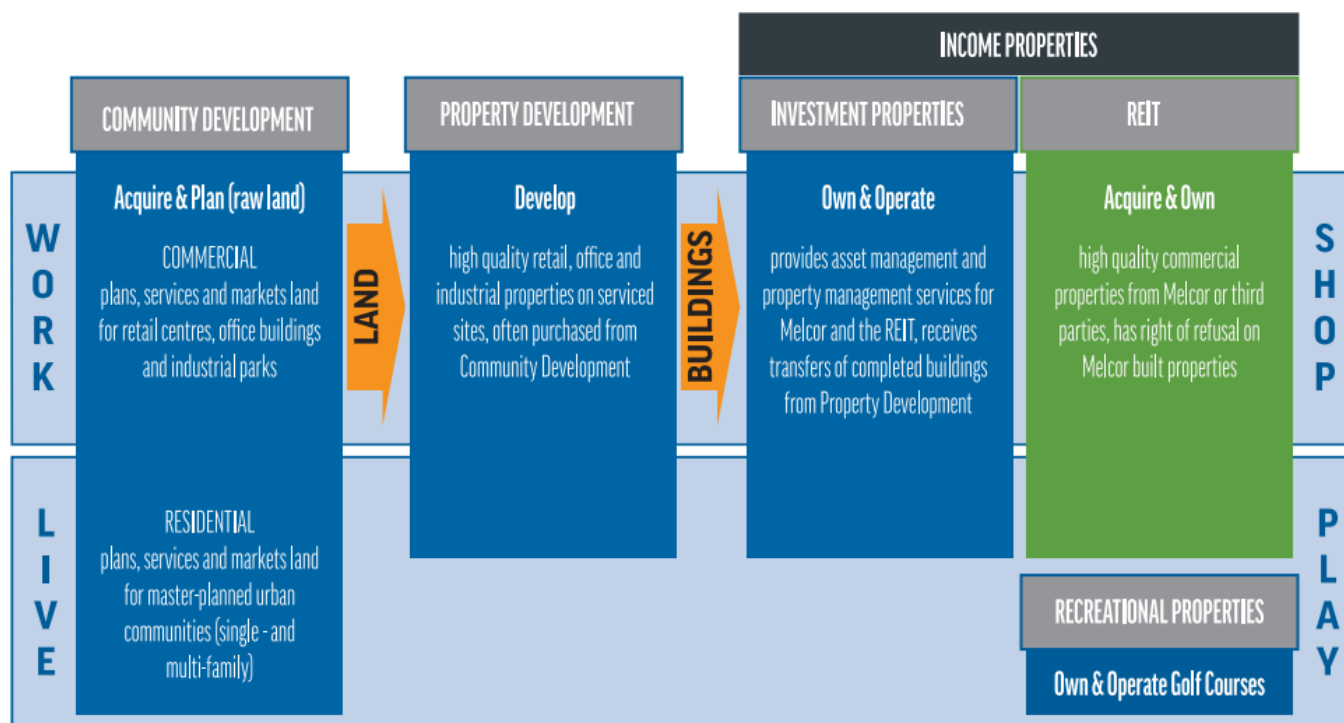 INCOME PROPERTIES
COMMUNITY DEVELOPMENT
PROPERTY DEVELOPMENT
INVESTMENT PROPERTIES
REIT
WORK
Acquire & Plan (raw land)
COMMERCIAL
plans, services and markets land
for retail centres, office buildings
and industrial parks
LAND
Develop
high quality retail, office and
industrial properties on serviced
sites, often purchased from
Community Development
BUILDINGS
Own & Operate
provides asset management and
property management services for
Melcor and the REIT, receives
transfers of completed buildings
from Property Development
Acquire & Own
high quality commercial
properties from Melcor or third
parties, has right of refusal on
Melcor built properties
SHOP
LIVE
RESIDENTIAL
plans, services and markets land
for master-planned urban
communities (single - and
multi-family)
RECREATIONAL PROPERTIES
Own & Operate Golf Courses
PLAY